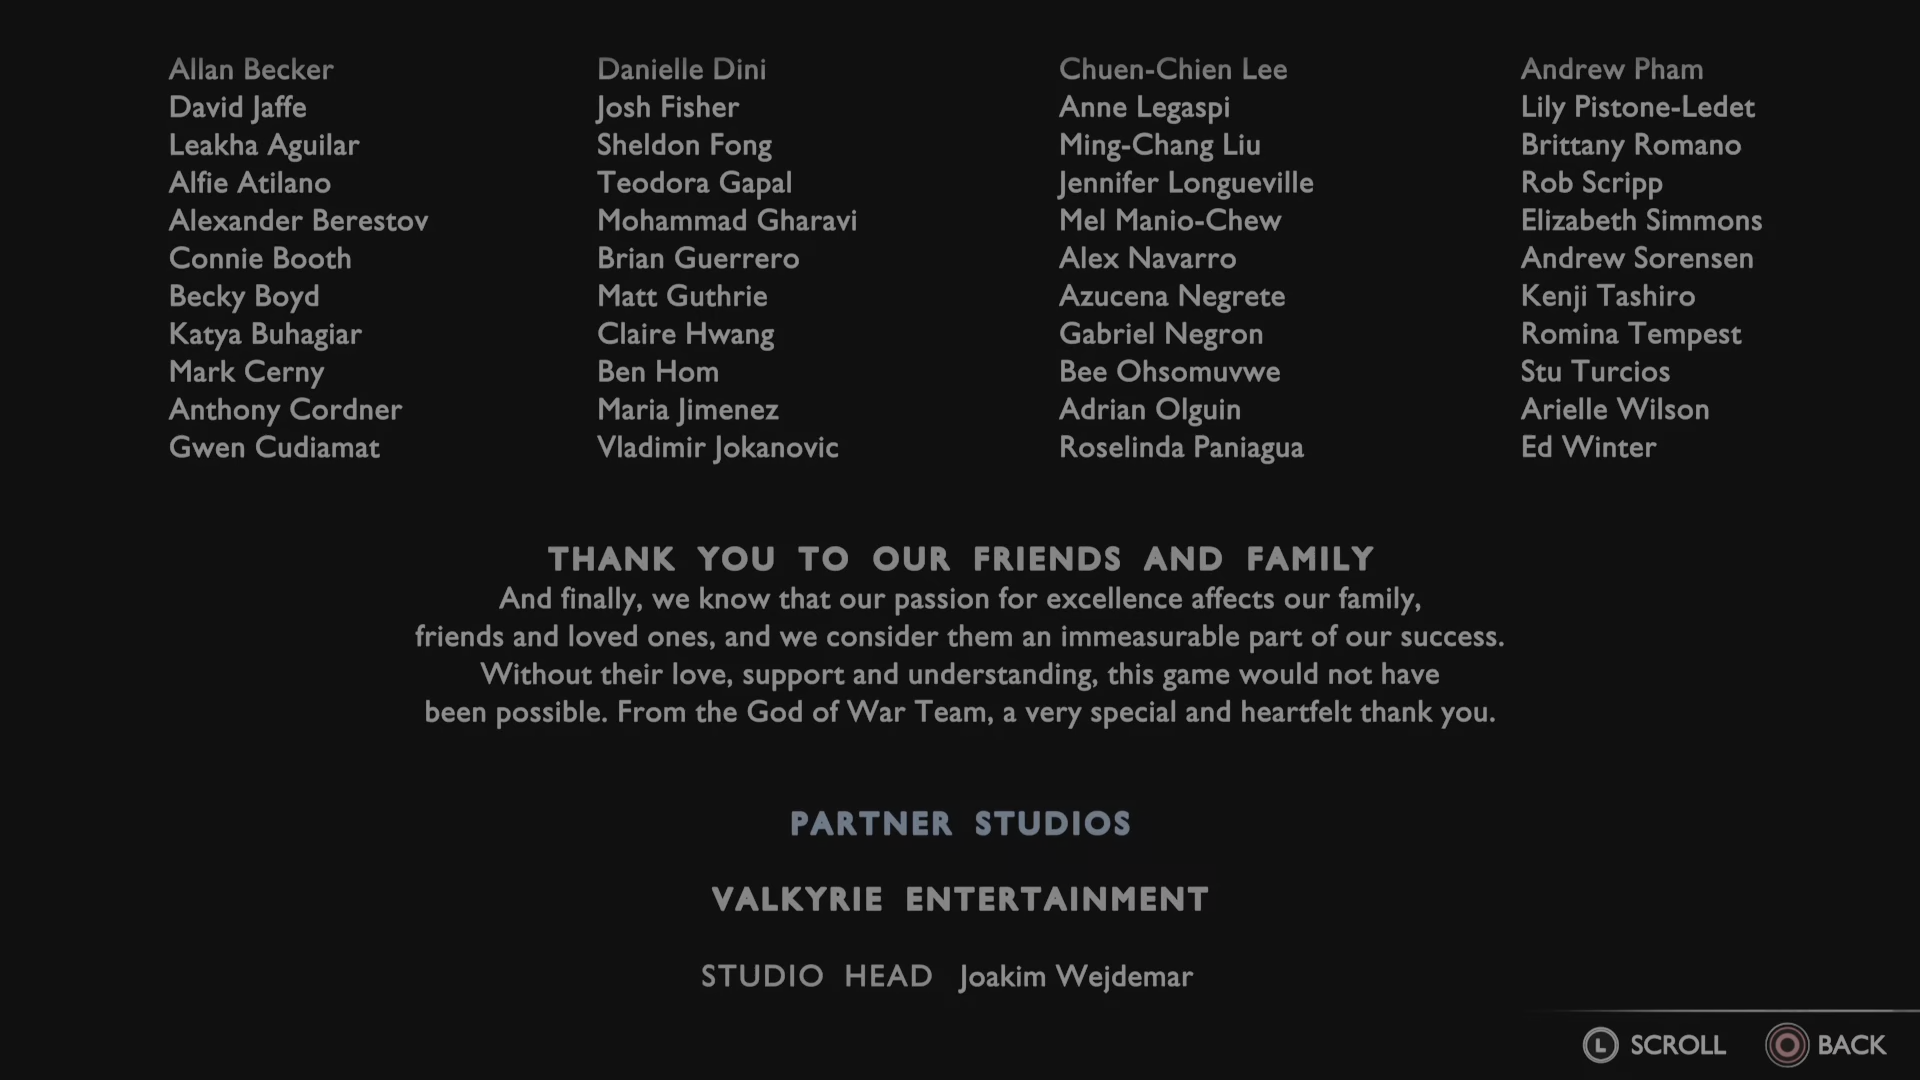 Allan Becker Danielle Dini Chuen-Chien Lee Andrew Pham
David Jaffe Josh Fisher Anne Legaspi Lily Pistone-Ledet
Leakha Aguilar Sheldon Fong Ming-Chang Liu Brittany Romano
Alfie Atilano Teodora Gapal Jennifer Longueville Rob Scripp
Alexander Berestov Mohammad Gharavi Mel Manio-Chew Elizabeth Simmons
Connie Booth Brian Guerrero Alex Navarro Andrew Sorensen
Becky Boyd Matt Guthrie Azucena Negrete Kenji Tashiro
Katya Buhagiar Claire Hwang Gabriel Negron Romina Tempest
Mark Cerny Ben Hom Bee Ohsomuvwe Stu Turcios
Anthony Cordner Maria Jimenez Adrian Olguin Arielle Wilson
Gwen Cudiamat Vladimir Jokanovic Roselinda Paniagua Ed Winter
THANK YOU TO OUR FRIENDS AND FAMILY
And finally, we know that our passion for excellence affects our family,
friends and loved ones, and we consider them an immeasurable part of our success.
Without their love, support and understanding, this game would not have
been possible. From the God of War Team, a very special and heartfelt thank you.
PARTNER STUDIOS
VALKYRIE ENTERTAINMENT
STUDIO HEAD Joakim Wejdemar
L SCROLL BACK